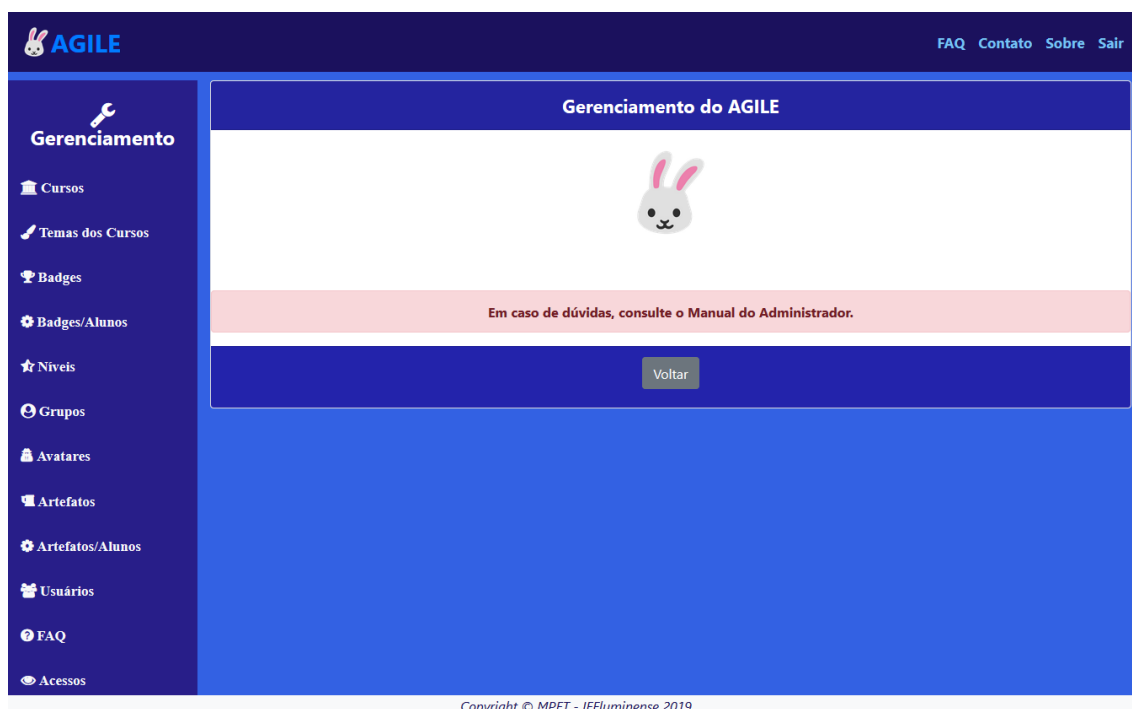 AGILE
FAQ Contato Sobre Sair
Gerenciamento
Cursos
Temas dos Cursos
Badges
Badges/Alunos
Níveis
Grupos
Avatares
Artefatos
Artefatos/Alunos
Usuários
FAQ
Acessos
Gerenciamento do AGILE
Em caso de dúvidas, consulte o Manual do Administrador.
Voltar
Copyright © MPET - IFFluminense 2019